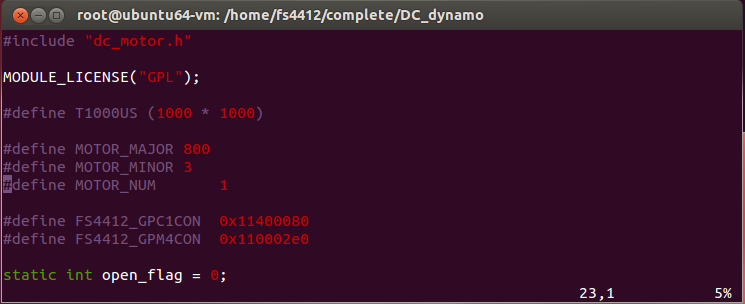 root@ubuntu64-vm: /home/fs4412/complete/DC_dynamo
#include "dc_motor.h"
MODULE_LICENSE("GPL");
#define T1000US (1000 * 1000)
#define MOTOR_MAJOR 800
#define MOTOR_MINOR 3
#define MOTOR_NUM       1
#define FS4412_GPC1CON  0x11400080
#define FS4412_GPM4CON  0x110002e0
static int open_flag = 0;
23,1          5%